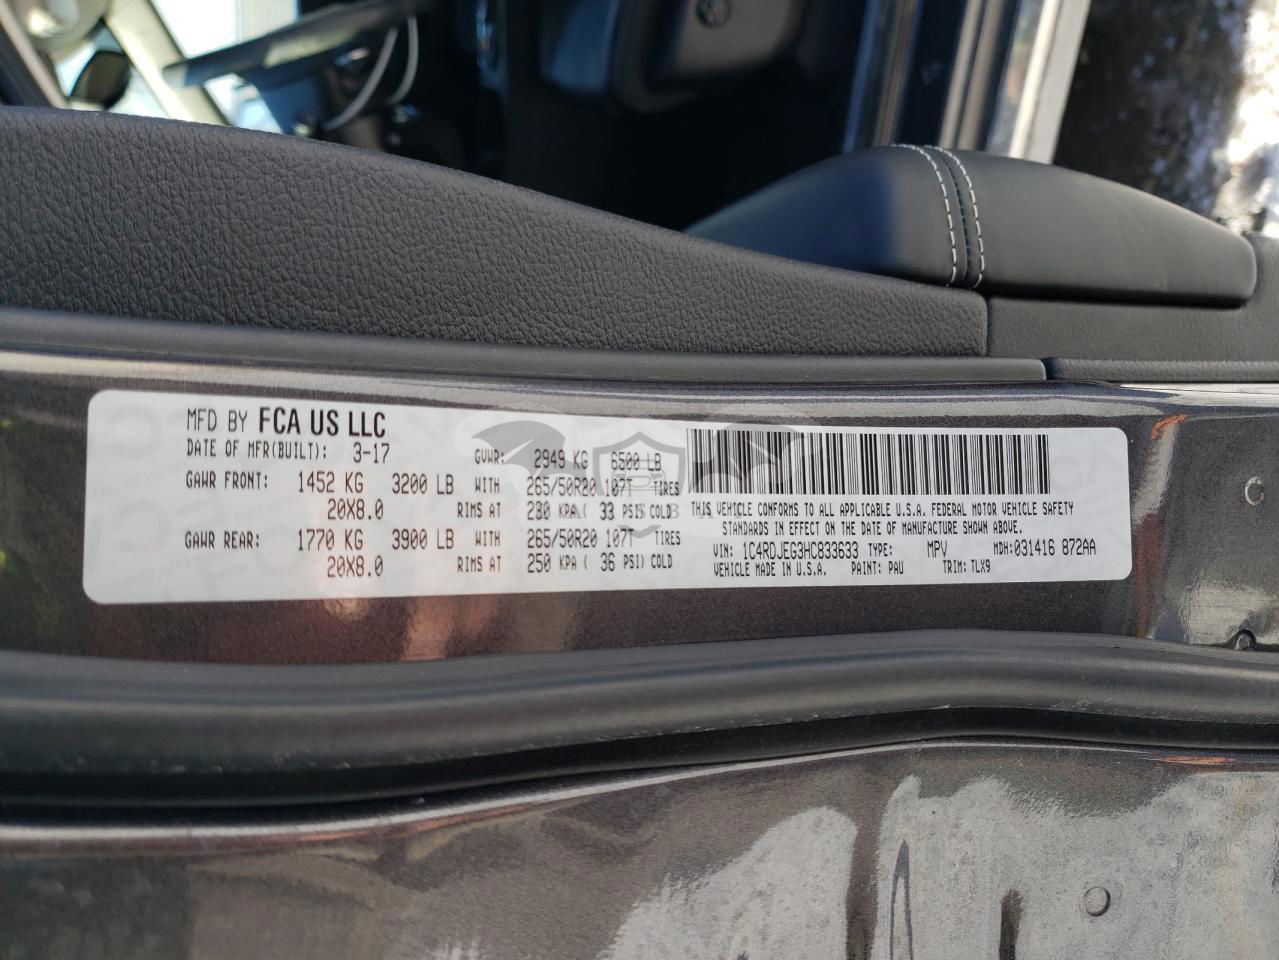 MFD BY FCA US LLC
DATE OF MFR(BUILT): 3-17 GVWR: 2949 KG 6500 LB
GAWR FRONT: 1452 KG 3200 LB WITH 265/50R20 107T TIRES
20X8.0 RIMS AT 230 KPA( 33 PSI) COLD
GAWR REAR: 1770 KG 3900 LB WITH 265/50R20 107T TIRES
20X8.0 RIMS AT 250 KPA ( 36 PSI) COLD
THIS VEHICLE CONFORMS TO ALL APPLICABLE U.S.A. FEDERAL MOTOR VEHICLE SAFETY
STANDARDS IN EFFECT ON THE DATE OF MANUFACTURE SHOWN ABOVE.
VIN: 1C4RDJEG3HC833633 TYPE: MPV MDH:031416 872AA
VEHICLE MADE IN U.S.A. PAINT: PAU TRIM: TLX9